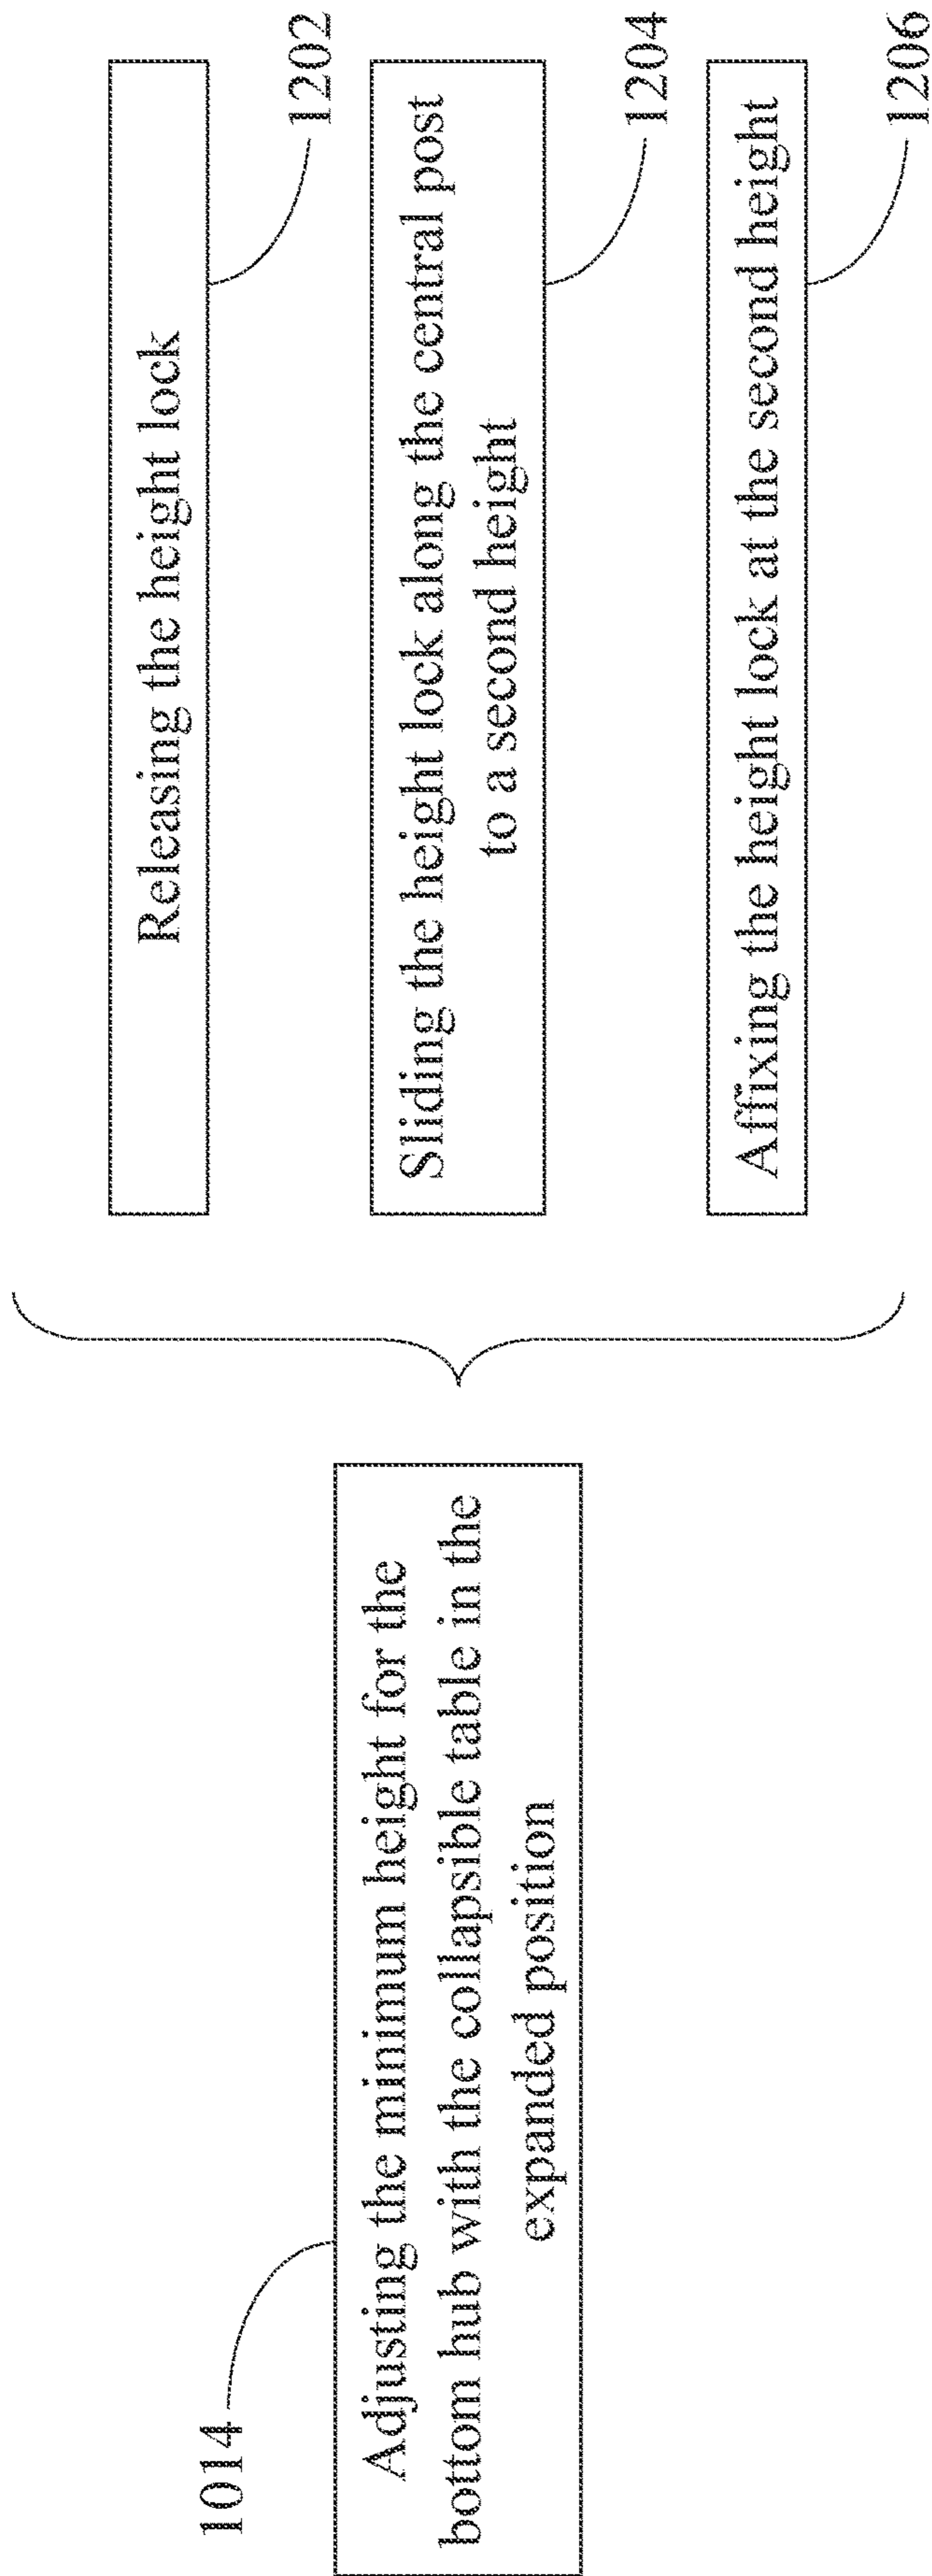 1014
Adjusting the minimum height for the
bottom hub with the collapsible table in the
expanded position
Releasing the height lock
1202
Sliding the height lock along the central post
to a second height
1204
Affixing the height lock at the second height
1206